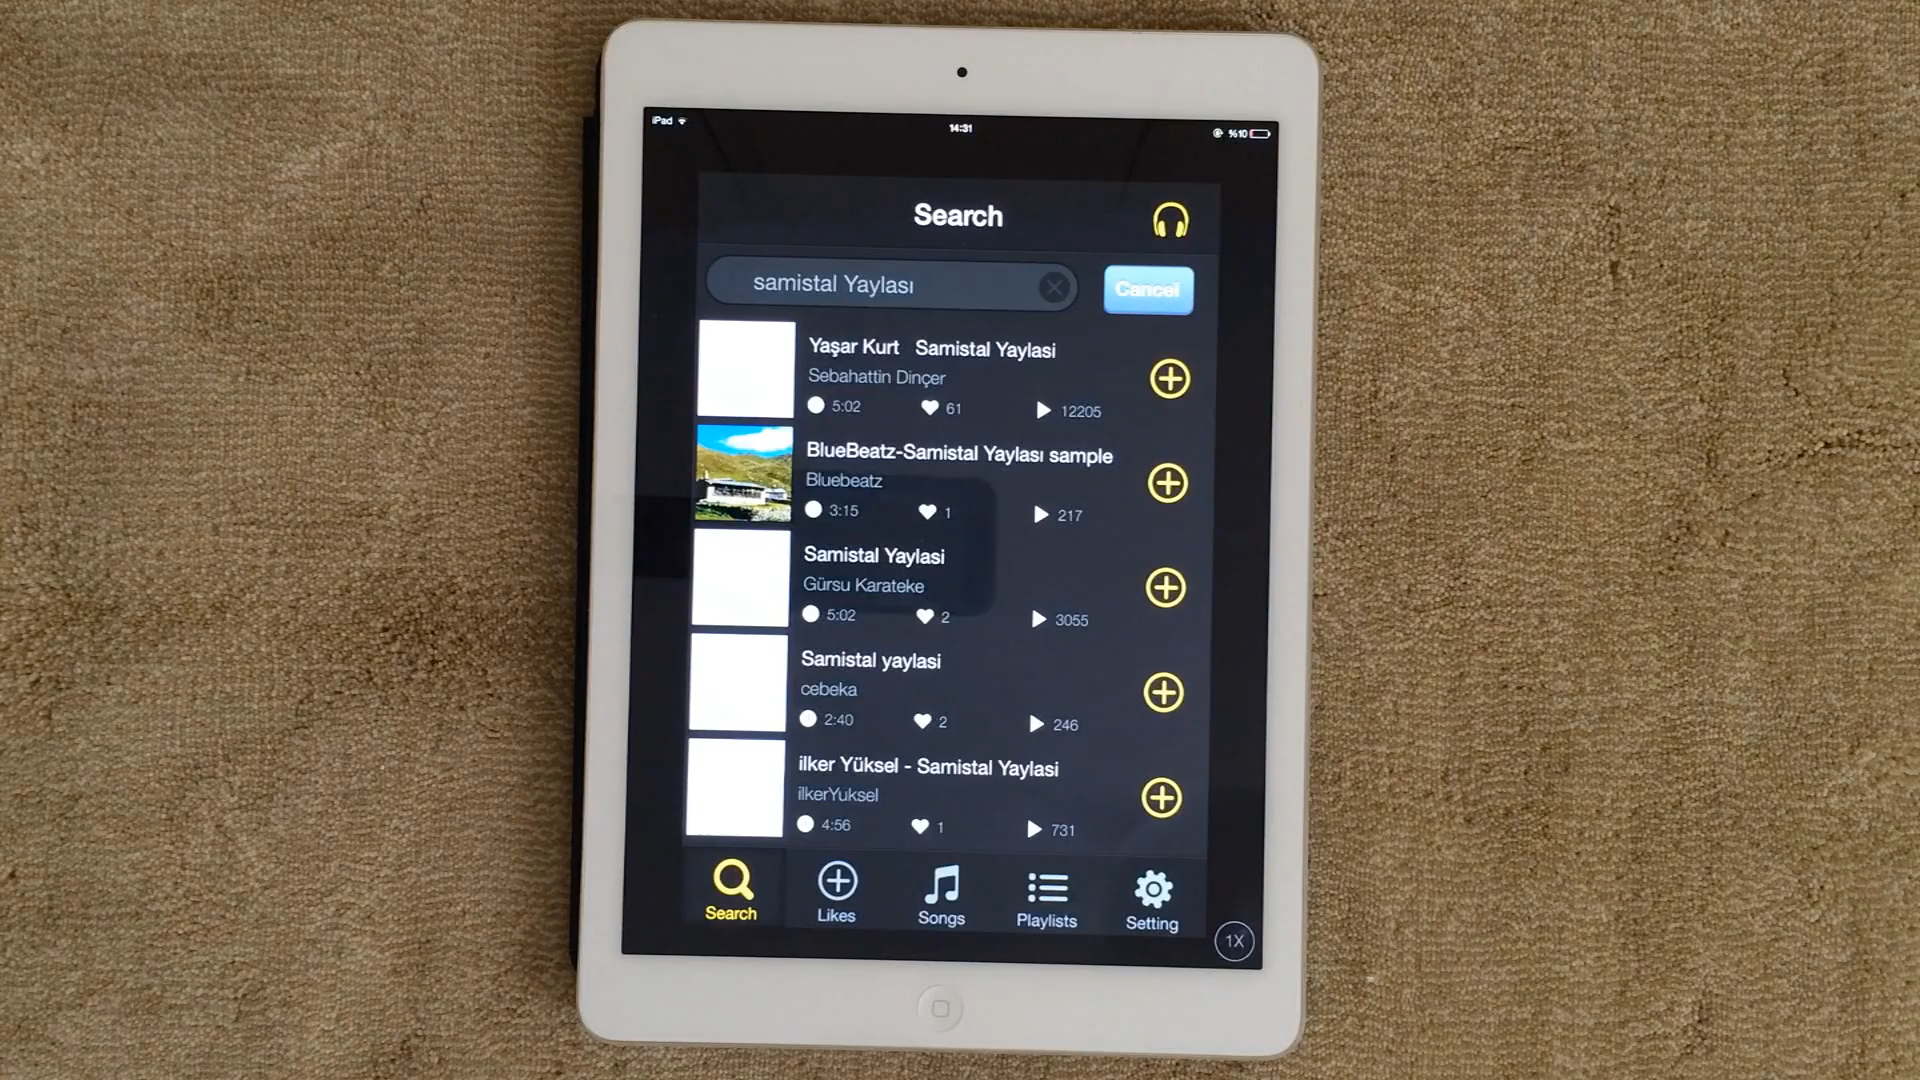 iPad
14:31
%10
Search
samistal Yaylası
Cancel
Yaşar Kurt Samistal Yaylasi
Sebahattin Dinçer
5:02 61 12205
BlueBeatz-Samistal Yaylası sample
Bluebeatz
3:15 1 217
Samistal Yaylasi
Gürsu Karateke
5:02 2 3055
Samistal yaylasi
cebeka
2:40 2 246
ilker Yüksel - Samistal Yaylasi
ilkerYuksel
4:56 1 731
Search Likes Songs Playlists Setting
1X